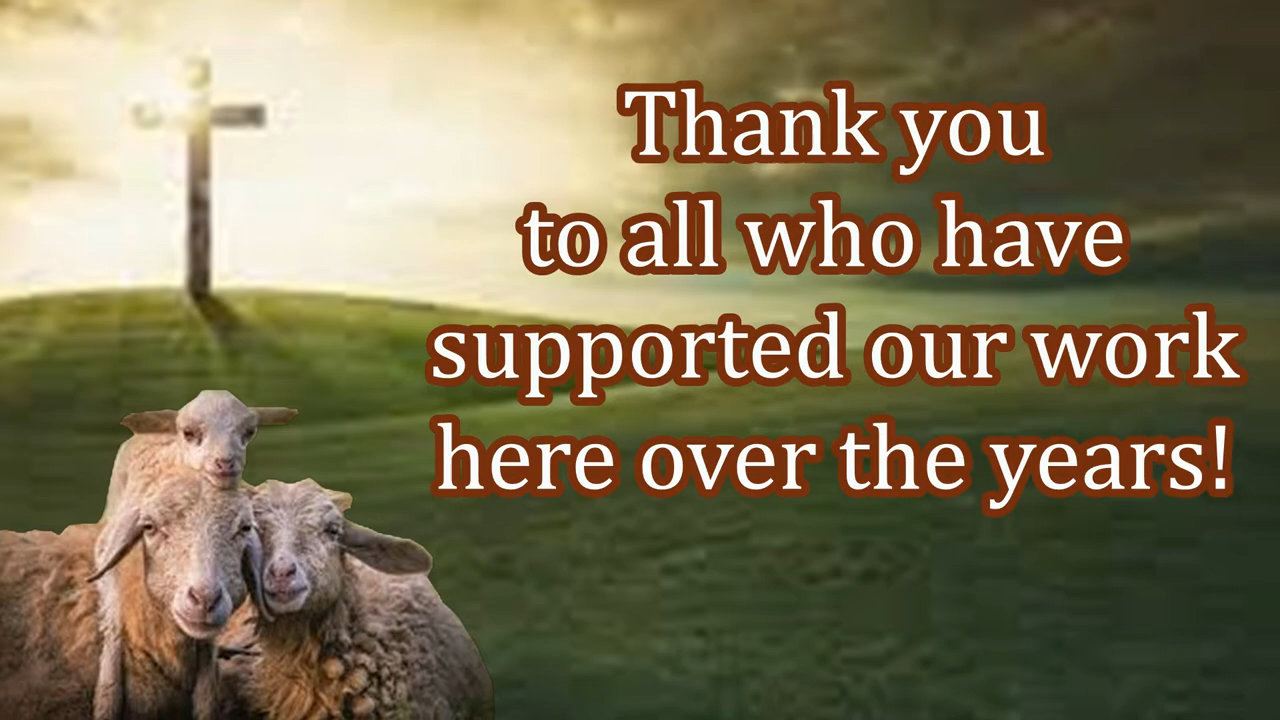 Thank you
to all who have
supported our work
here over the years!